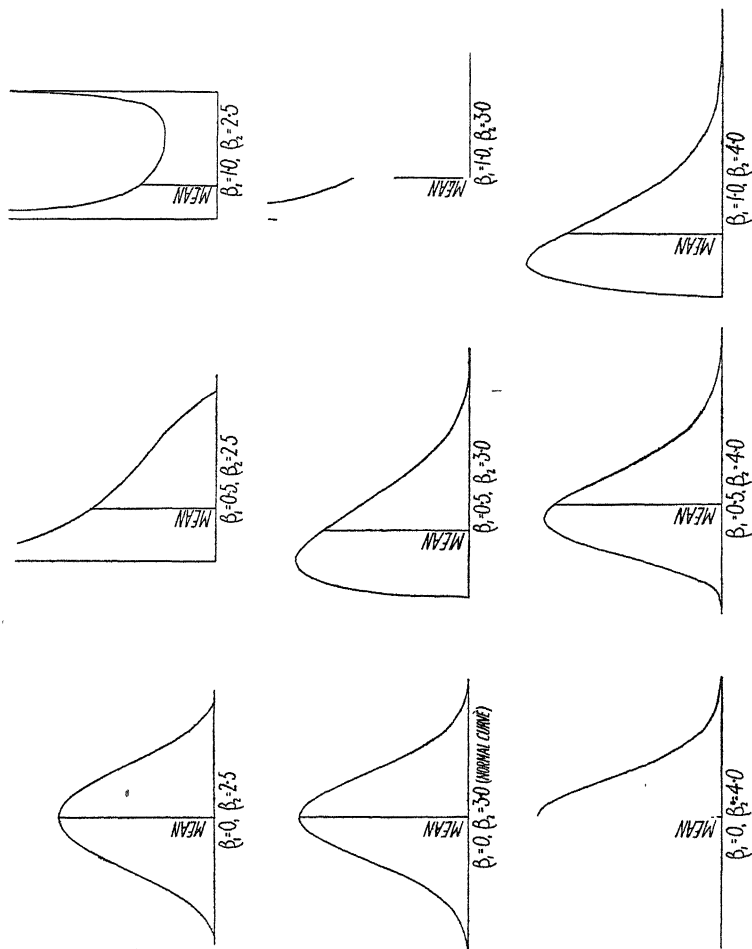 MEAN
β₁=0, β₂=2·5
MEAN
β₁=0·5, β₂=2·5
MEAN
β₁=1·0, β₂=2·5
MEAN
β₁=0, β₂=3·0 (NORMAL CURVE)
MEAN
β₁=0·5, β₂=3·0
MEAN
β₁=1·0, β₂=3·0
MEAN
β₁=0, β₂=4·0
MEAN
β₁=0·5, β₂=4·0
MEAN
β₁=1·0, β₂=4·0